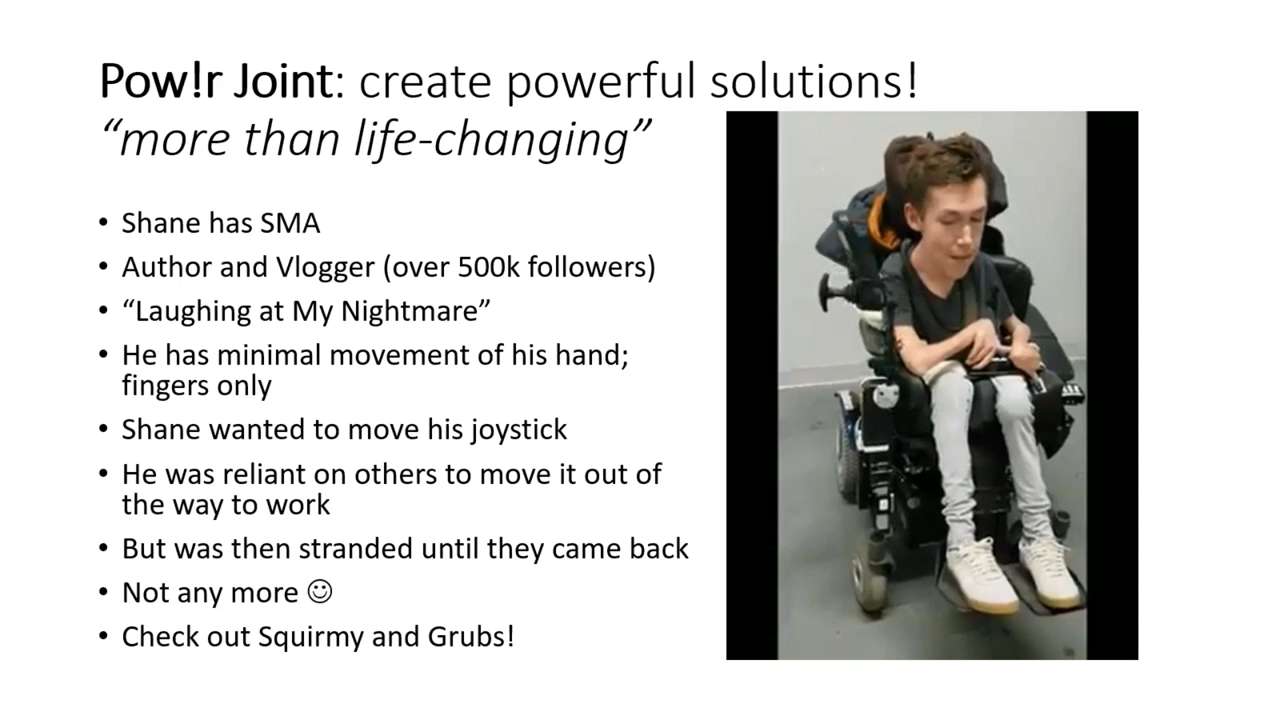 Pow!r Joint: create powerful solutions!
“more than life-changing”
• Shane has SMA
• Author and Vlogger (over 500k followers)
• “Laughing at My Nightmare”
• He has minimal movement of his hand;
fingers only
• Shane wanted to move his joystick
• He was reliant on others to move it out of
the way to work
• But was then stranded until they came back
• Not any more ☺
• Check out Squirmy and Grubs!